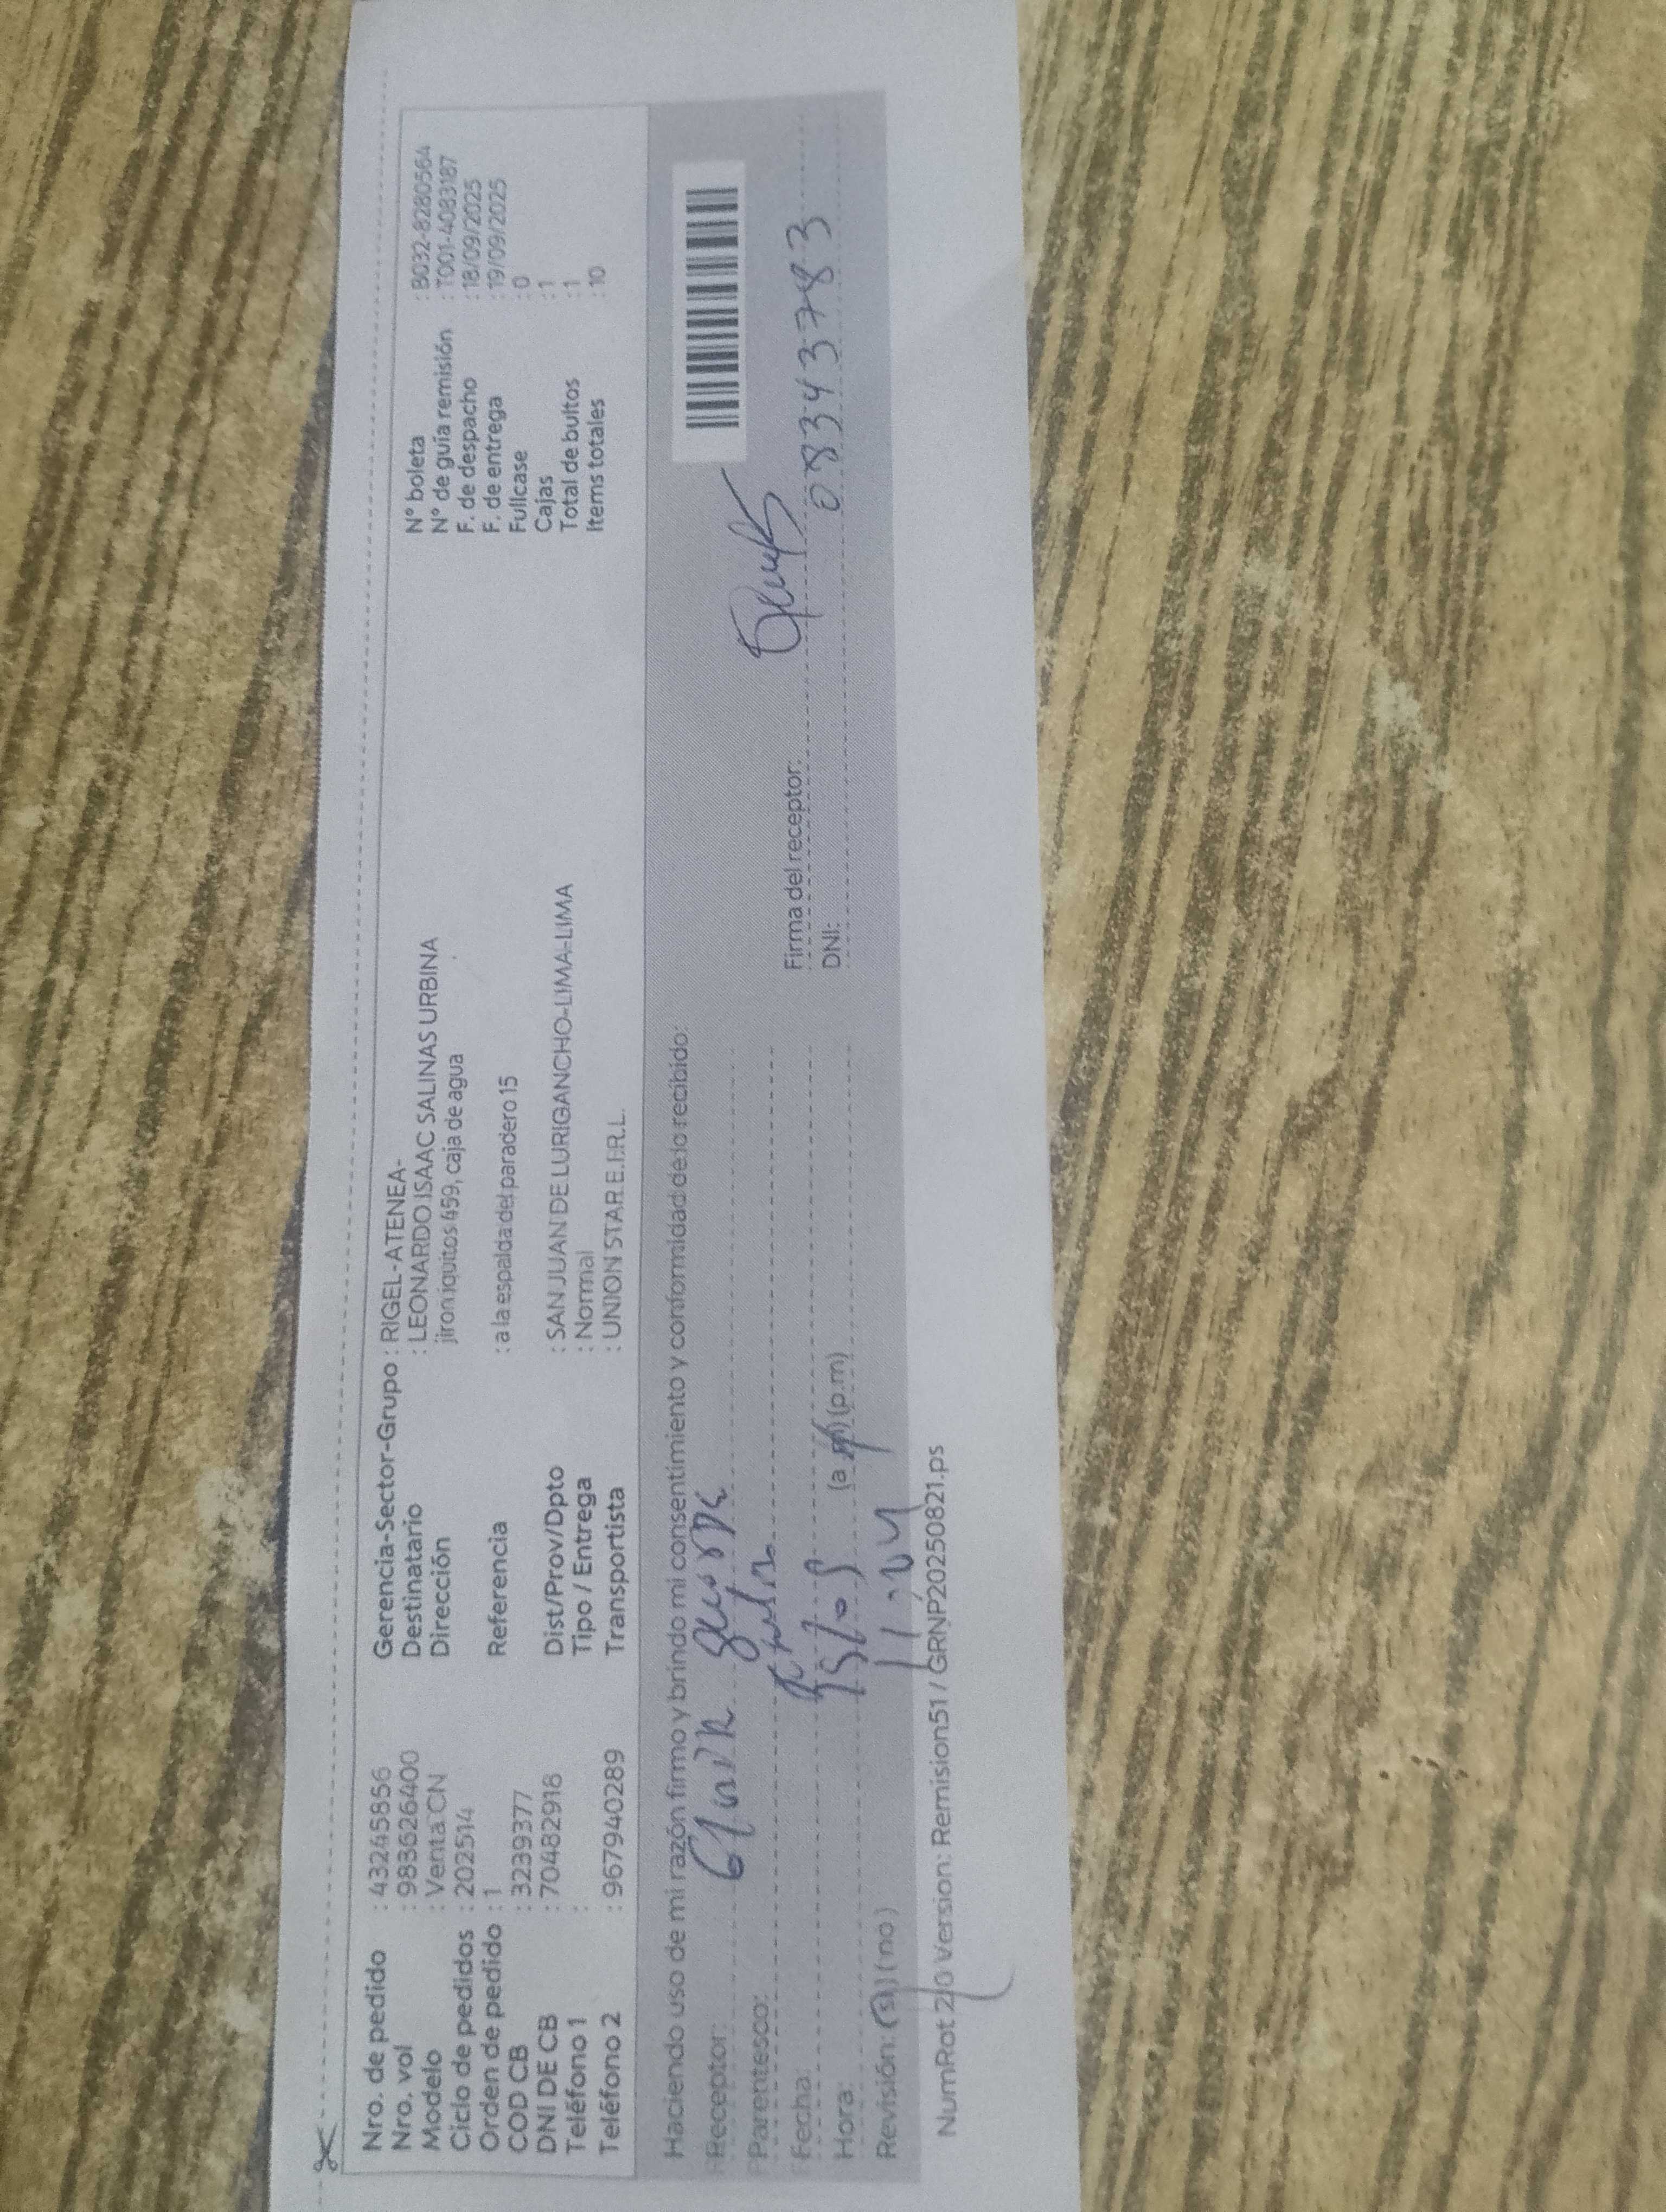 Nro. de pedido : 43245856
Nro. vol : 983626400
Modelo : Venta CN
Ciclo de pedidos : 202514
Orden de pedido : 1
COD CB : 3239377
DNI DE CB : 70482918
Teléfono 1 :
Teléfono 2 : 967940289
Gerencia-Sector-Grupo : RIGEL-ATENEA-
Destinatario : LEONARDO ISAAC SALINAS URBINA
Dirección jiron iquitos 459, caja de agua
Referencia : a la espalda del paradero 15
Dist/Prov/Dpto : SAN JUAN DE LURIGANCHO-LIMA-LIMA
Tipo / Entrega : Normal
Transportista : UNION STAR E.I.R.L.
N° boleta : B032-8280564
N° de guía remisión : T001-4083187
F. de despacho : 18/09/2025
F. de entrega : 19/09/2025
Fullcase : 0
Cajas : 1
Total de bultos : 1
Items totales : 10
Haciendo uso de mi razón firmo y brindo mi consentimiento y conformidad de lo recibido:
Receptor:
Parentesco:
Fecha:
Hora: (a.m) (p.m)
Revisión: (si) (no)
Firma del receptor:
DNI: 08343783
NumRot 2.0 Version: Remision51 / GRNP20250821.ps